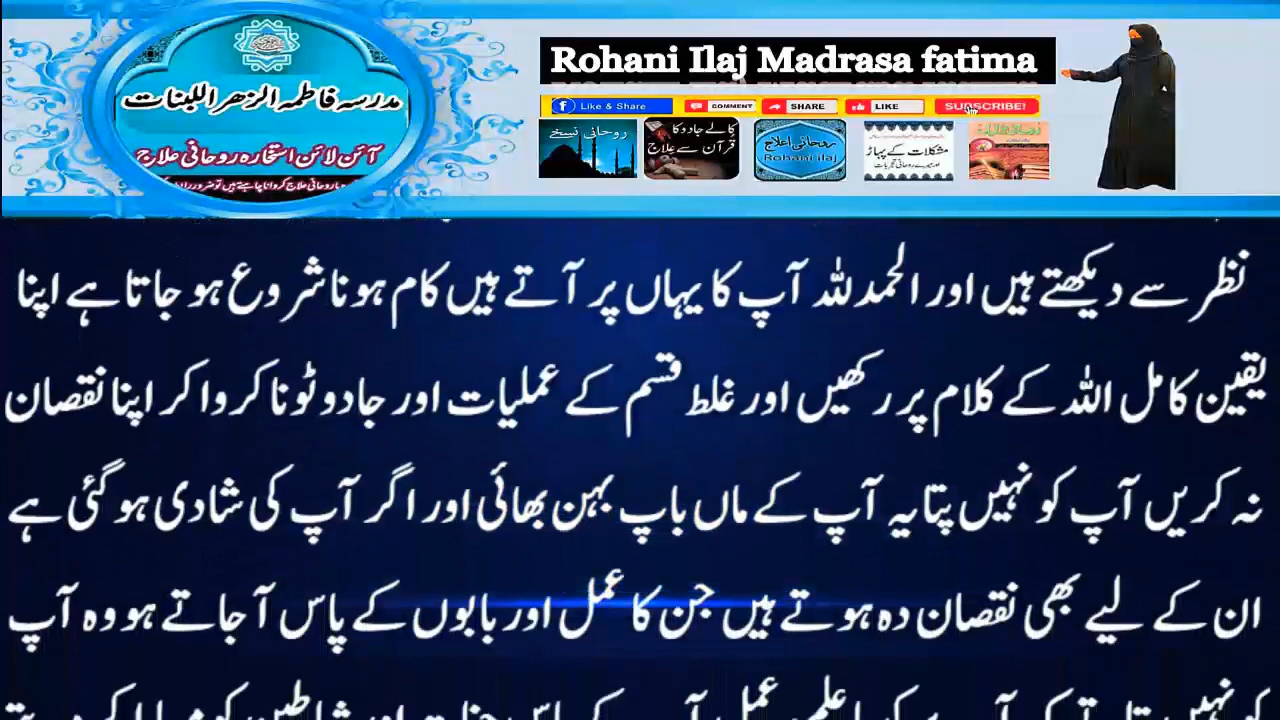 مدرسہ فاطمہ الزھرا للبنات
آئن لائن استخارہ روحانی علاج
Rohani Ilaj Madrasa fatima
Like & Share
COMMENT
SHARE
LIKE
SUBSCRIBE!
روحانی نسخے
کالے جادو کا
قرآن سے علاج
روحانی علاج
Rohani ilaj
مشکلات کے پہاڑ
نظر سے دیکھتے ہیں اور الحمد للہ آپ کا یہاں پر آتے ہیں کام ہونا شروع ہو جاتا ہے اپنا
یقین کامل اللہ کے کلام پر رکھیں اور غلط قسم کے عملیات اور جادو ٹونا کروا کر اپنا نقصان
نہ کریں آپ کو نہیں پتا یہ آپ کے ماں باپ بہن بھائی اور اگر آپ کی شادی ہو گئی ہے
ان کے لیے بھی نقصان دہ ہوتے ہیں جن کا عمل اور بابوں کے پاس آ جاتے ہو وہ آپ